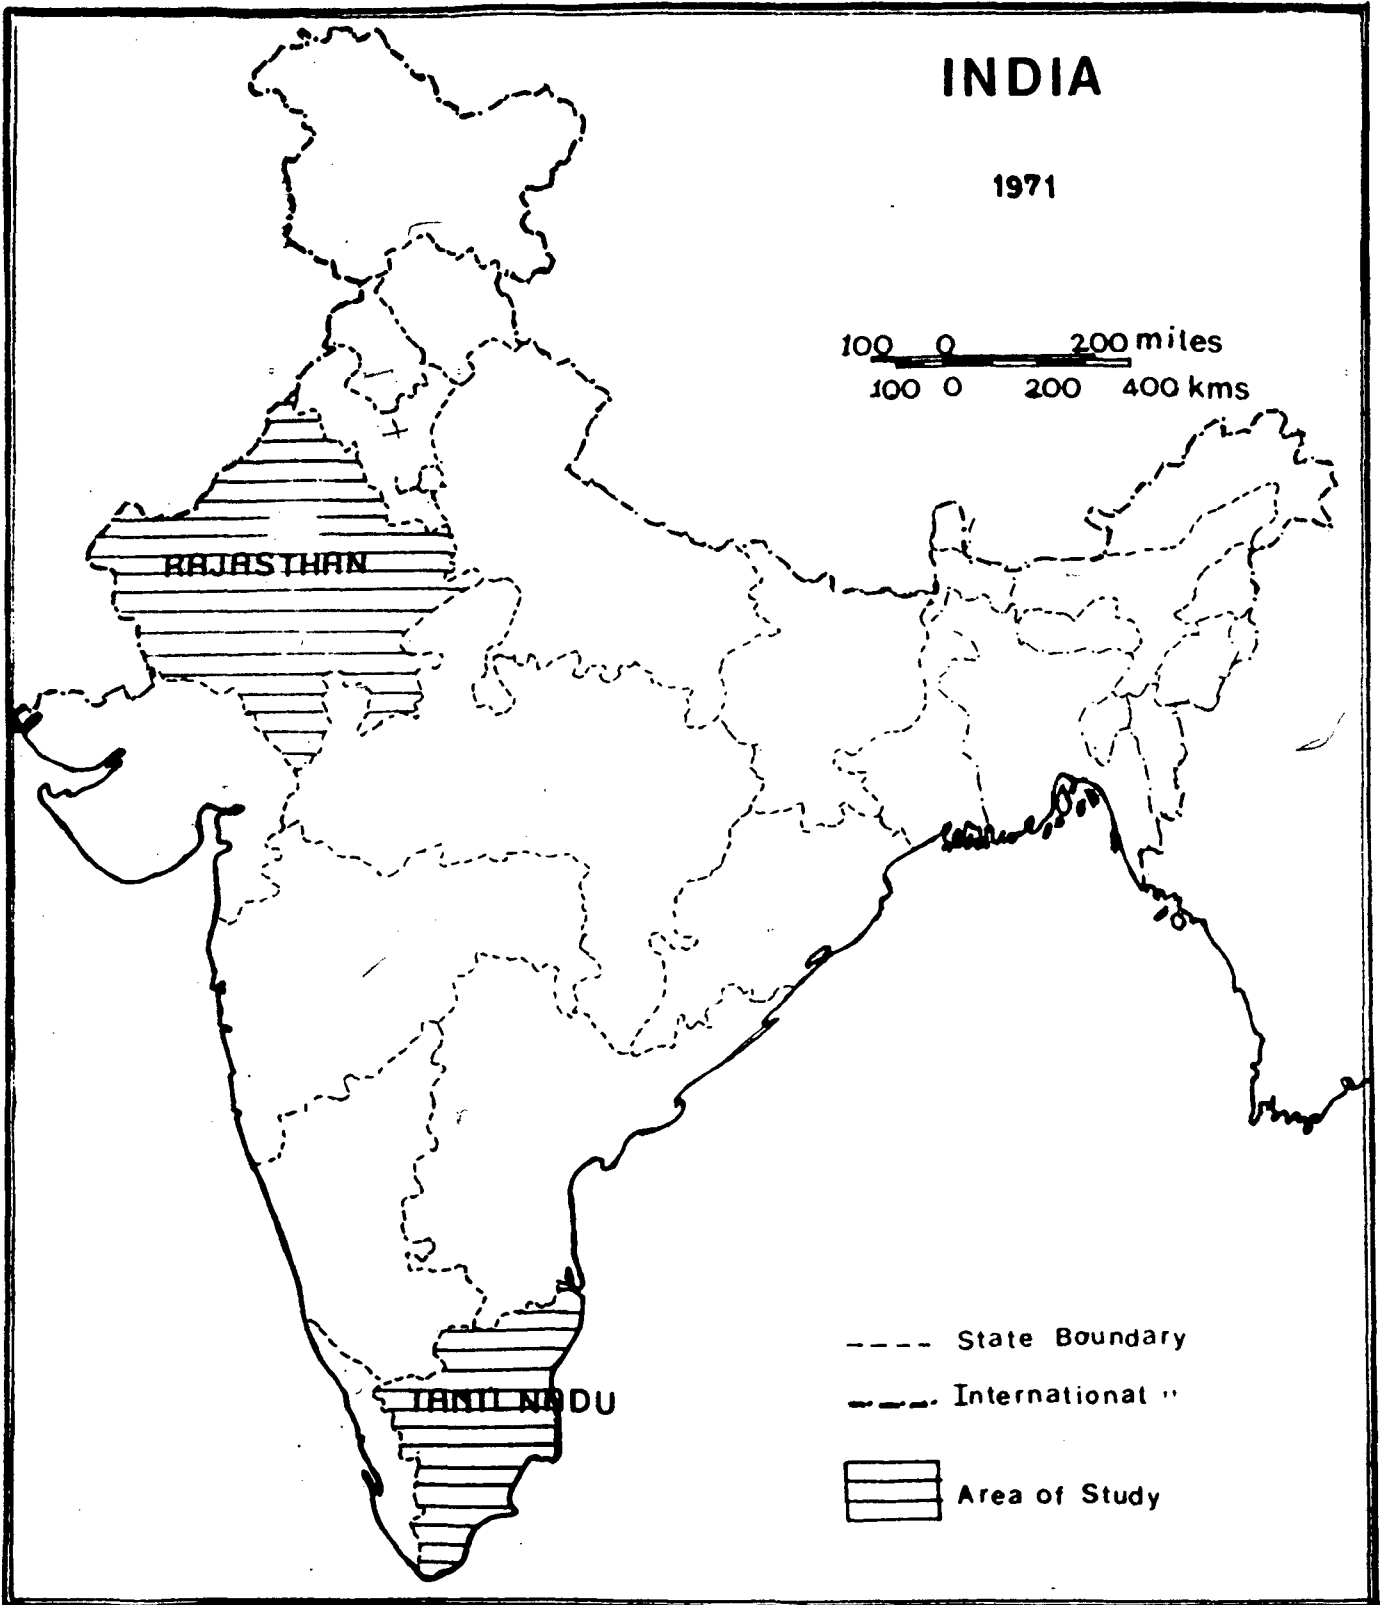 INDIA
1971
100 0 200 miles
100 0 200 400 kms
RAJASTHAN
State Boundary
International "
TAMIL NADU
Area of Study